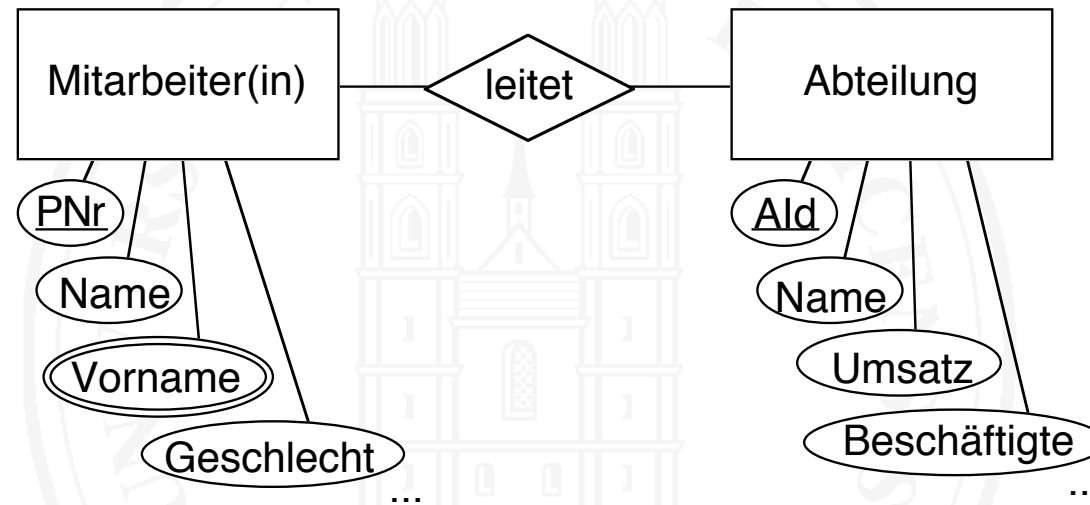 Mitarbeiter(in)
leitet
Abteilung
PNr
Name
Vorname
Geschlecht
...
AId
Name
Umsatz
Beschäftigte
..